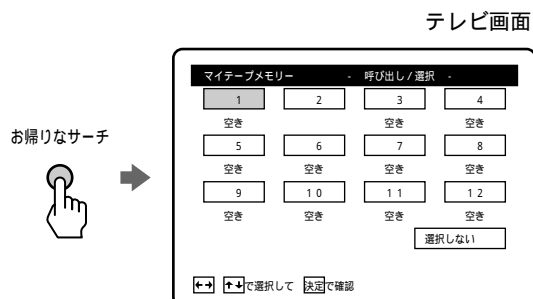 テレビ画面
マイテープメモリー - 呼び出し / 選択 -
1 2 3 4
空き 空き 空き
5 6 7 8
空き 空き 空き 空き
9 10 11 12
空き 空き 空き 空き
選択しない
←→ ↑↓で選択して 決定で確認
お帰りなサーチ